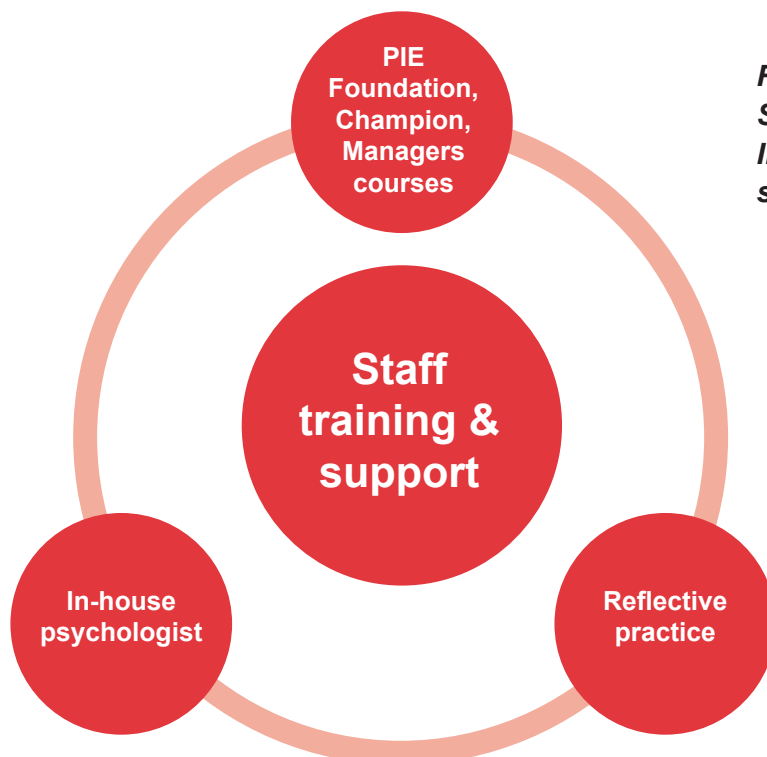 PIE
Foundation,
Champion,
Managers
courses
Staff
training &
support
In-house
psychologist
Reflective
practice